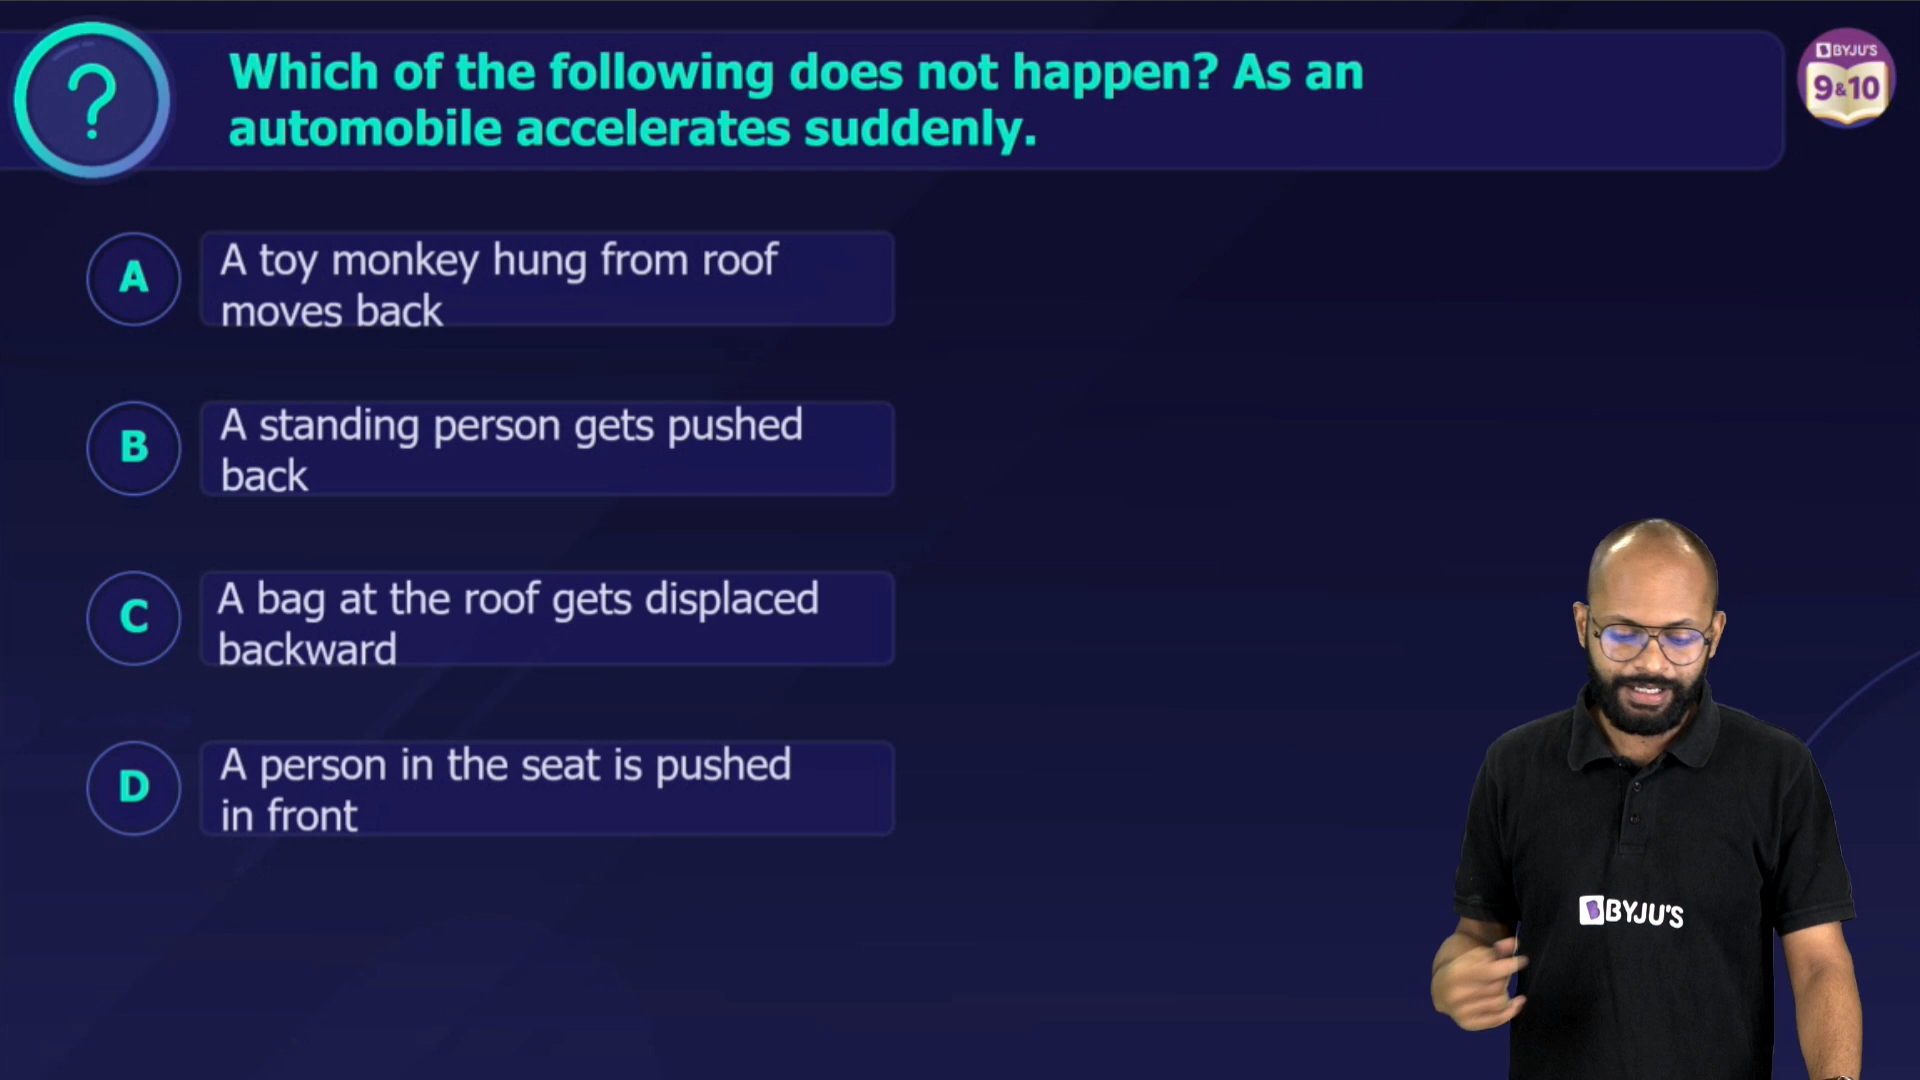 ?
Which of the following does not happen? As an
automobile accelerates suddenly.
BYJU'S
9&10
A
A toy monkey hung from roof
moves back
B
A standing person gets pushed
back
C
A bag at the roof gets displaced
backward
D
A person in the seat is pushed
in front
BYJU'S